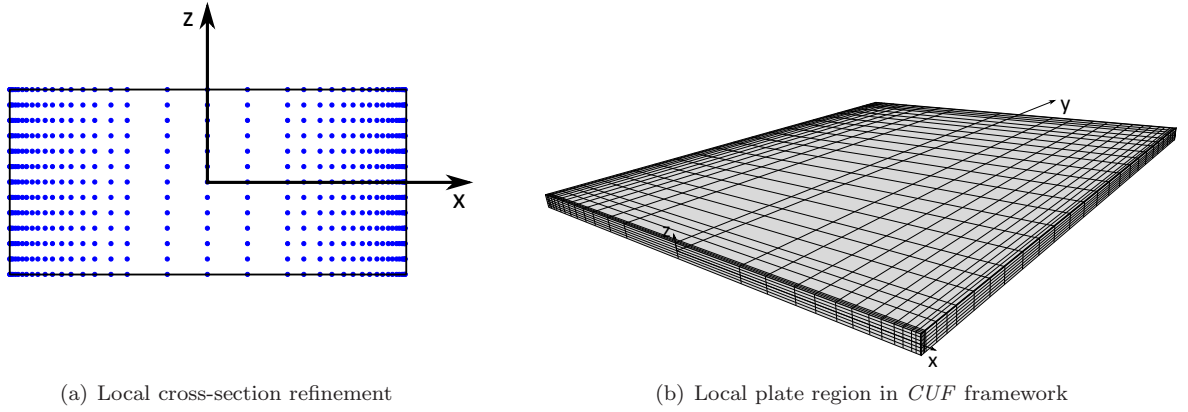 z
x
y
z
x
(a) Local cross-section refinement
(b) Local plate region in CUF framework